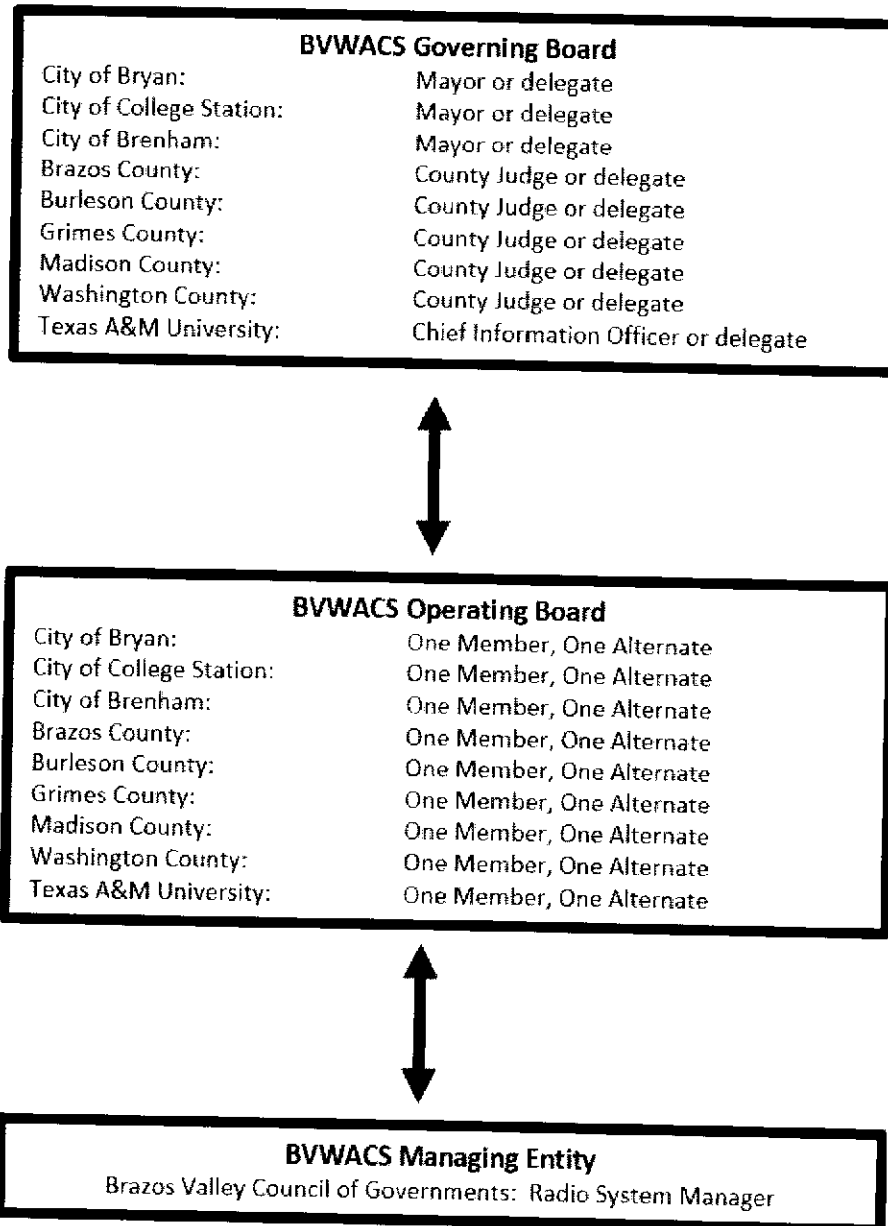 BVWACS Governing Board
City of Bryan: Mayor or delegate
City of College Station: Mayor or delegate
City of Brenham: Mayor or delegate
Brazos County: County Judge or delegate
Burleson County: County Judge or delegate
Grimes County: County Judge or delegate
Madison County: County Judge or delegate
Washington County: County Judge or delegate
Texas A&M University: Chief Information Officer or delegate
BVWACS Operating Board
City of Bryan: One Member, One Alternate
City of College Station: One Member, One Alternate
City of Brenham: One Member, One Alternate
Brazos County: One Member, One Alternate
Burleson County: One Member, One Alternate
Grimes County: One Member, One Alternate
Madison County: One Member, One Alternate
Washington County: One Member, One Alternate
Texas A&M University: One Member, One Alternate
BVWACS Managing Entity
Brazos Valley Council of Governments: Radio System Manager